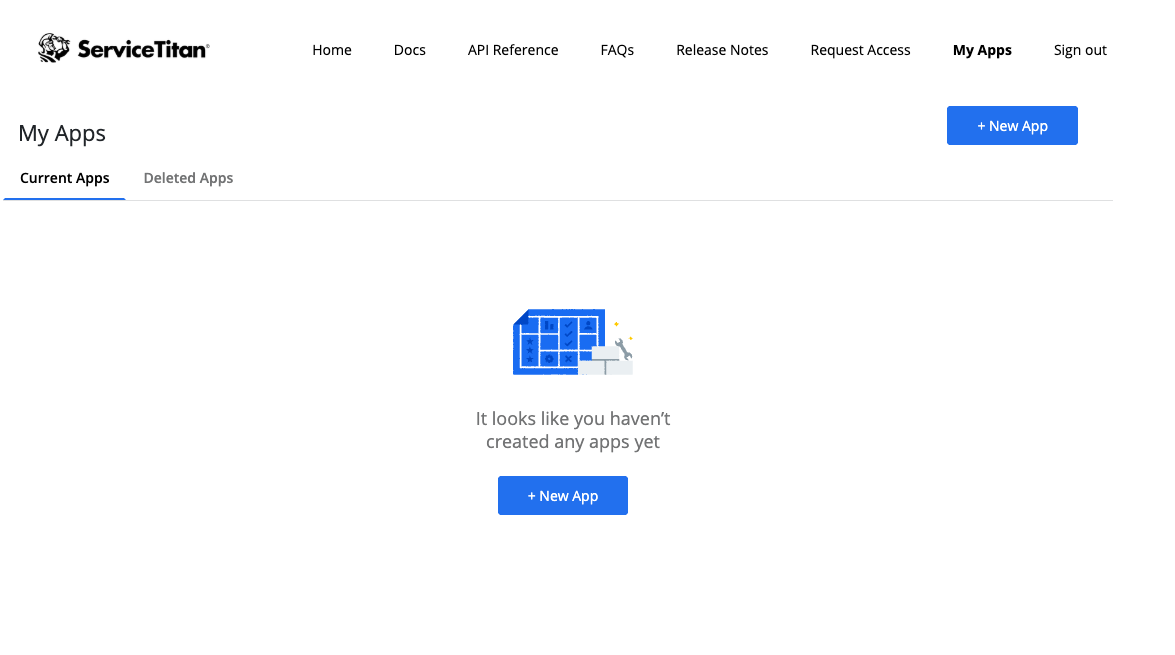 ServiceTitan®
Home Docs API Reference FAQs Release Notes Request Access My Apps Sign out
My Apps
+ New App
Current Apps Deleted Apps
It looks like you haven’t
created any apps yet
+ New App